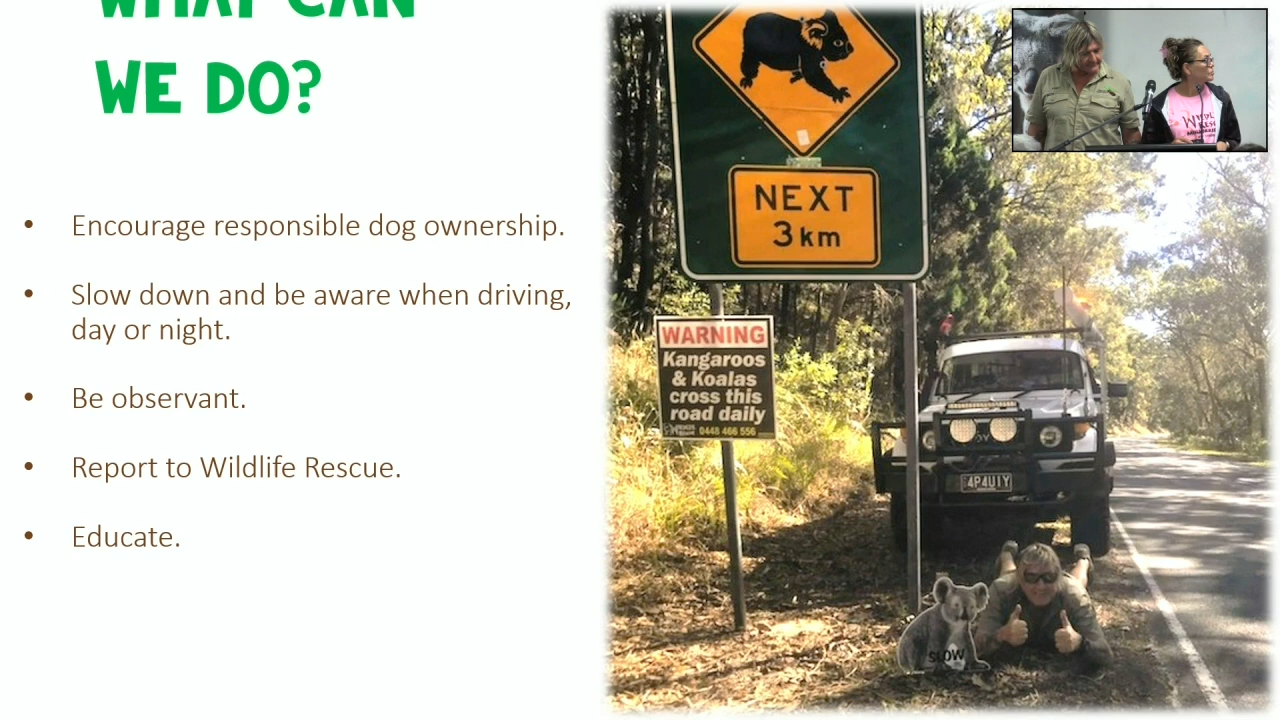 WHAT CAN
WE DO?
• Encourage responsible dog ownership.
• Slow down and be aware when driving,
day or night.
• Be observant.
• Report to Wildlife Rescue.
• Educate.
NEXT
3 km
WARNING
Kangaroos
& Koalas
cross this
road daily
0448 466 556
4P4U1Y
SLOW